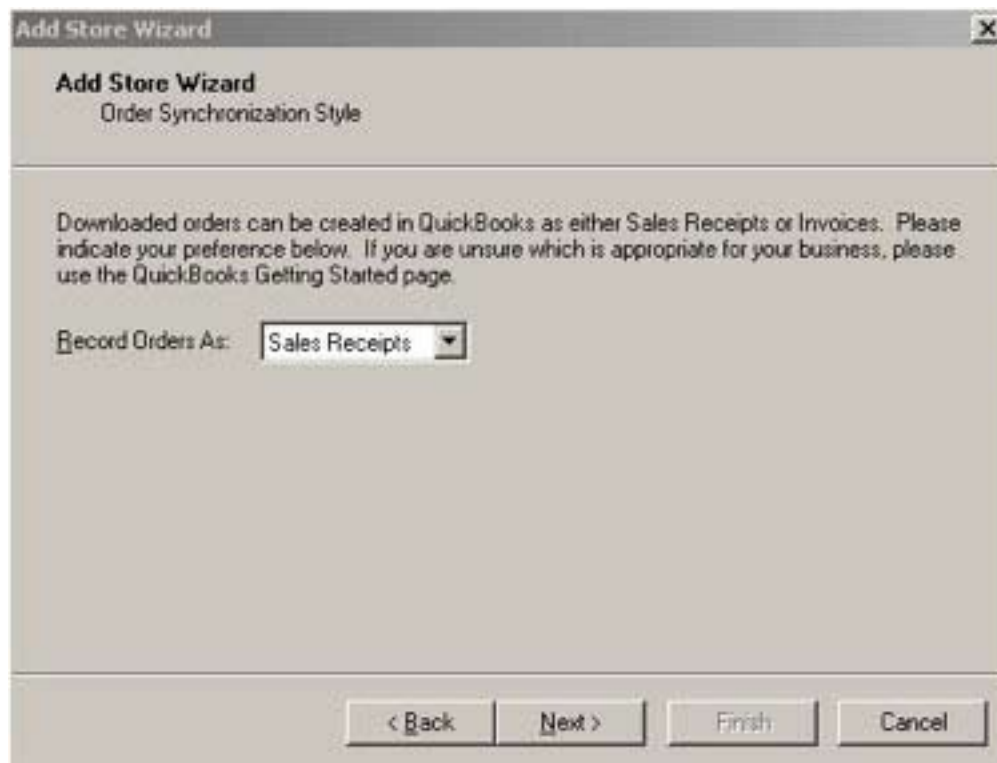 Add Store Wizard
Add Store Wizard
Order Synchronization Style
Downloaded orders can be created in QuickBooks as either Sales Receipts or Invoices. Please
indicate your preference below. If you are unsure which is appropriate for your business, please
use the QuickBooks Getting Started page.
Record Orders As: Sales Receipts
< Back Next > Finish Cancel